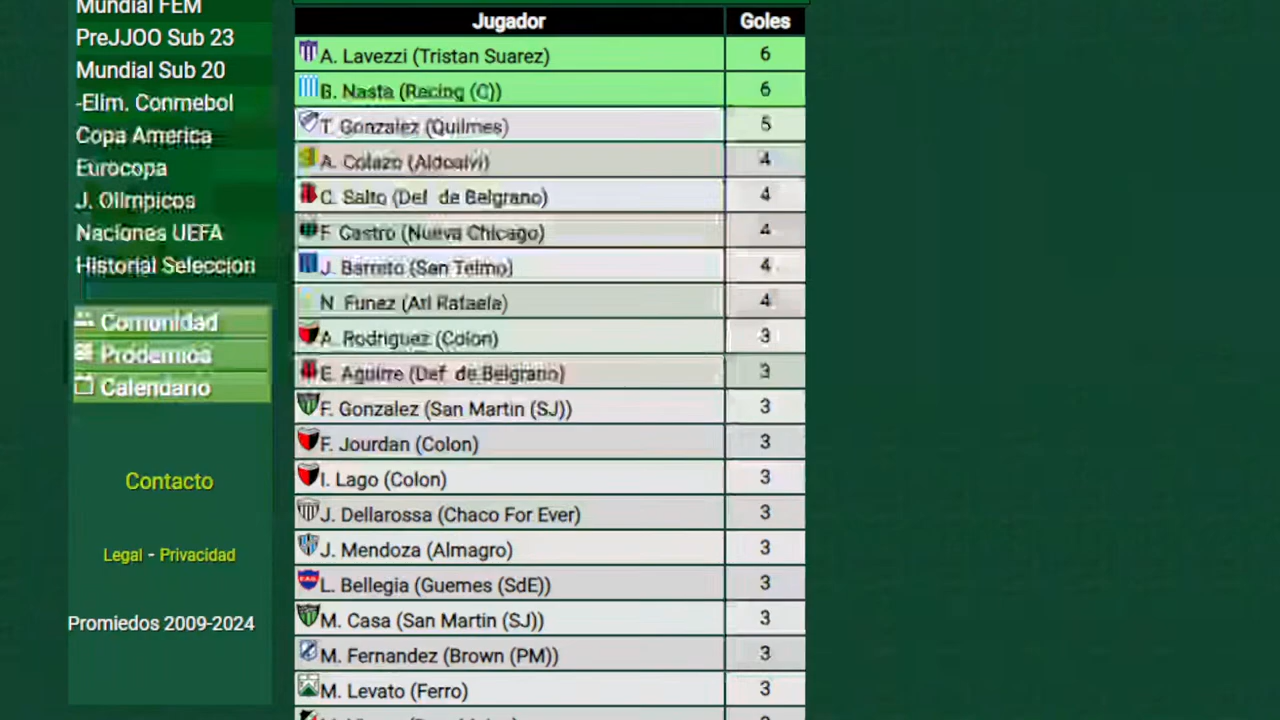 Mundial FEM
PreJJOO Sub 23
Mundial Sub 20
-Elim. Conmebol
Copa America
Eurocopa
J. Olimpicos
Naciones UEFA
Historial Seleccion
Comunidad
Prodemios
Calendario
Contacto
Legal - Privacidad
Promiedos 2009-2024
Jugador Goles
A. Lavezzi (Tristan Suarez) 6
B. Nasta (Racing (C)) 6
T. Gonzalez (Quilmes) 5
A. Colazo (Aldosivi) 4
C. Salto (Def. de Belgrano) 4
F. Castro (Nueva Chicago) 4
J. Barreto (San Telmo) 4
N. Funez (Atl Rafaela) 4
A. Rodriguez (Colon) 3
E. Aguirre (Def. de Belgrano) 3
F. Gonzalez (San Martin (SJ)) 3
F. Jourdan (Colon) 3
I. Lago (Colon) 3
J. Dellarossa (Chaco For Ever) 3
J. Mendoza (Almagro) 3
L. Bellegia (Guemes (SdE)) 3
M. Casa (San Martin (SJ)) 3
M. Fernandez (Brown (PM)) 3
M. Levato (Ferro) 3